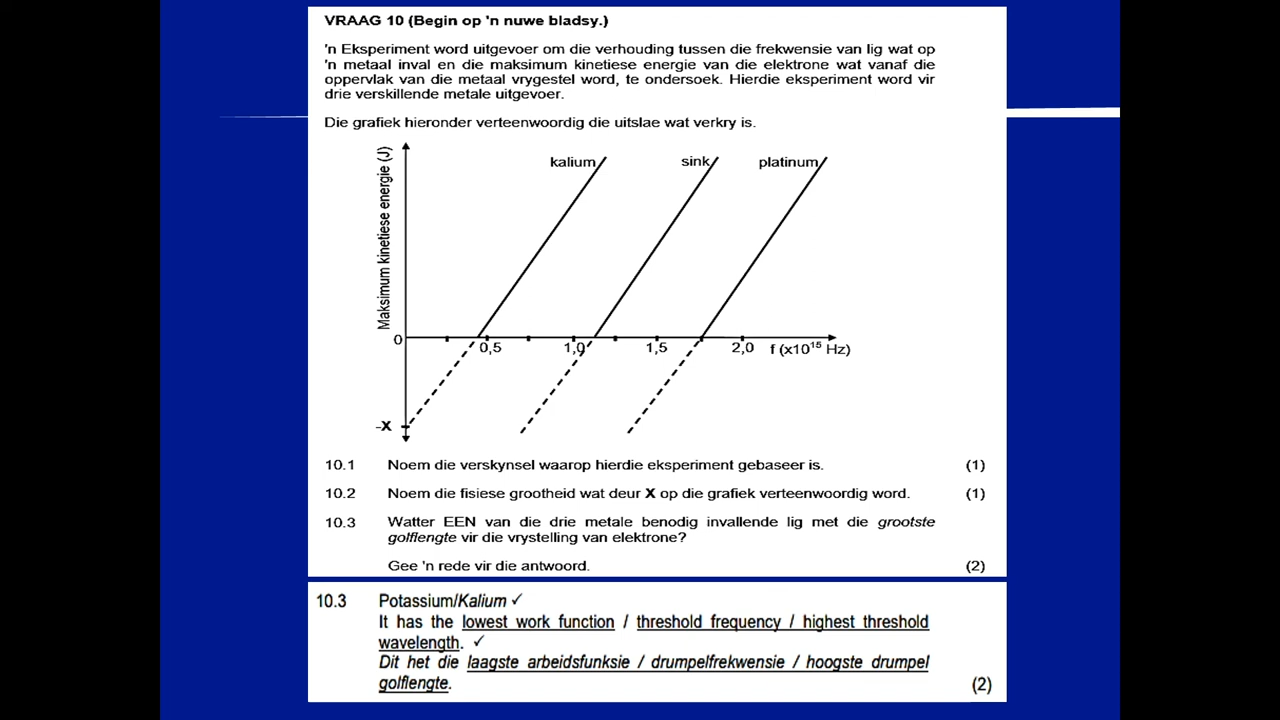 VRAAG 10 (Begin op 'n nuwe bladsy.)
'n Eksperiment word uitgevoer om die verhouding tussen die frekwensie van lig wat op
'n metaal inval en die maksimum kinetiese energie van die elektrone wat vanaf die
oppervlak van die metaal vrygestel word, te ondersoek. Hierdie eksperiment word vir
drie verskillende metale uitgevoer.
Die grafiek hieronder verteenwoordig die uitslae wat verkry is.
Maksimum kinetiese energie (J)
kalium
sink
platinum
0
0,5
1,0
1,5
2,0
f (x10¹⁵ Hz)
-X
10.1 Noem die verskynsel waarop hierdie eksperiment gebaseer is. (1)
10.2 Noem die fisiese grootheid wat deur X op die grafiek verteenwoordig word. (1)
10.3 Watter EEN van die drie metale benodig invallende lig met die grootste
golflengte vir die vrystelling van elektrone?
Gee 'n rede vir die antwoord. (2)
10.3 Potassium/Kalium ✓
It has the lowest work function / threshold frequency / highest threshold
wavelength. ✓
Dit het die laagste arbeidsfunksie / drumpelfrekwensie / hoogste drumpel
golflengte. (2)